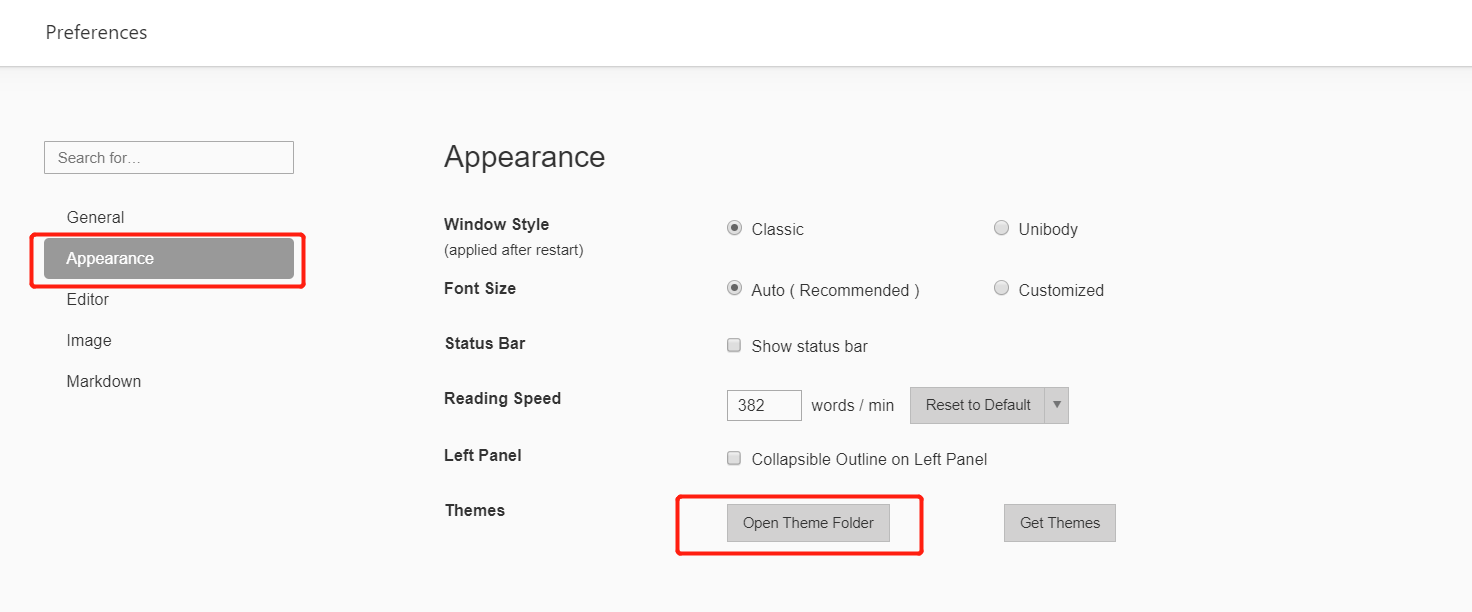 Preferences
Search for…
General
Appearance
Editor
Image
Markdown
Appearance
Window Style
(applied after restart)
Classic
Unibody
Font Size
Auto ( Recommended )
Customized
Status Bar
Show status bar
Reading Speed
382
words / min
Reset to Default
Left Panel
Collapsible Outline on Left Panel
Themes
Open Theme Folder
Get Themes